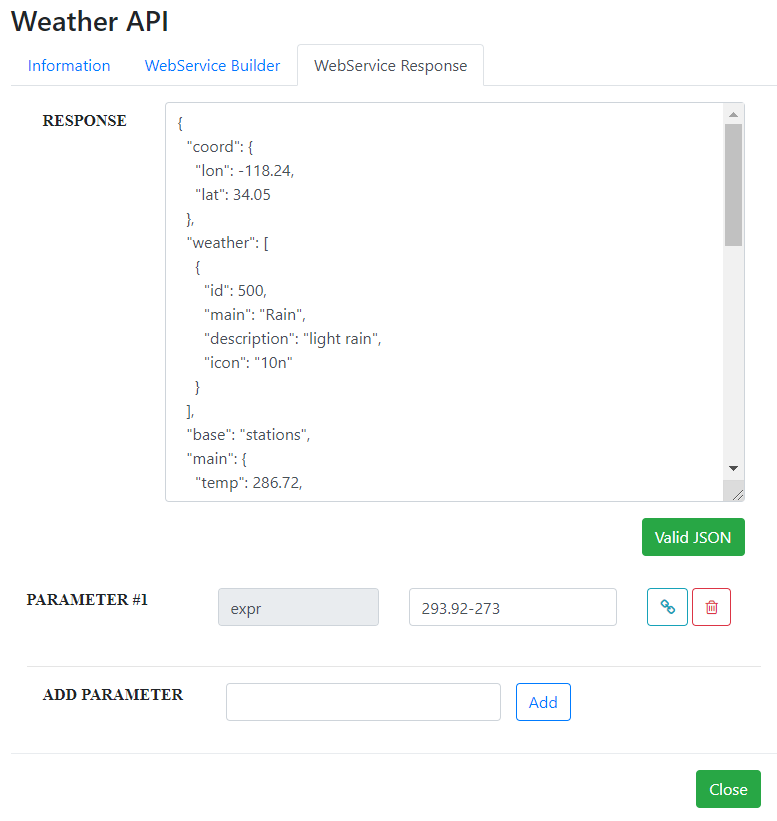 Weather API
Information WebService Builder WebService Response
RESPONSE
{
"coord": {
"lon": -118.24,
"lat": 34.05
},
"weather": [
{
"id": 500,
"main": "Rain",
"description": "light rain",
"icon": "10n"
}
],
"base": "stations",
"main": {
"temp": 286.72,
Valid JSON
PARAMETER #1 expr 293.92-273
ADD PARAMETER Add
Close